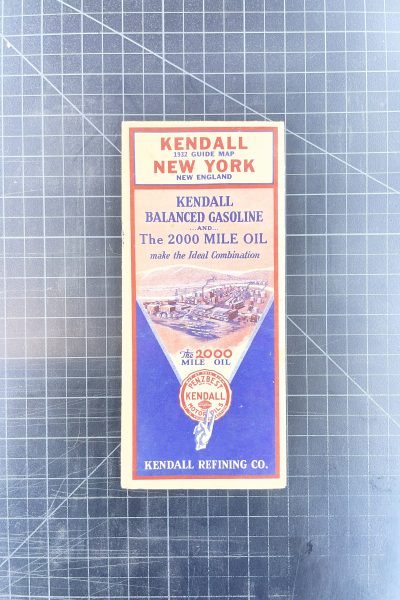 KENDALL
1932 GUIDE MAP
NEW YORK
NEW ENGLAND
KENDALL
BALANCED GASOLINE
...AND...
The 2000 MILE OIL
make the Ideal Combination
The 2000
MILE OIL
PENZBEST
KENDALL
MOTOR OILS
KENDALL REFINING CO.